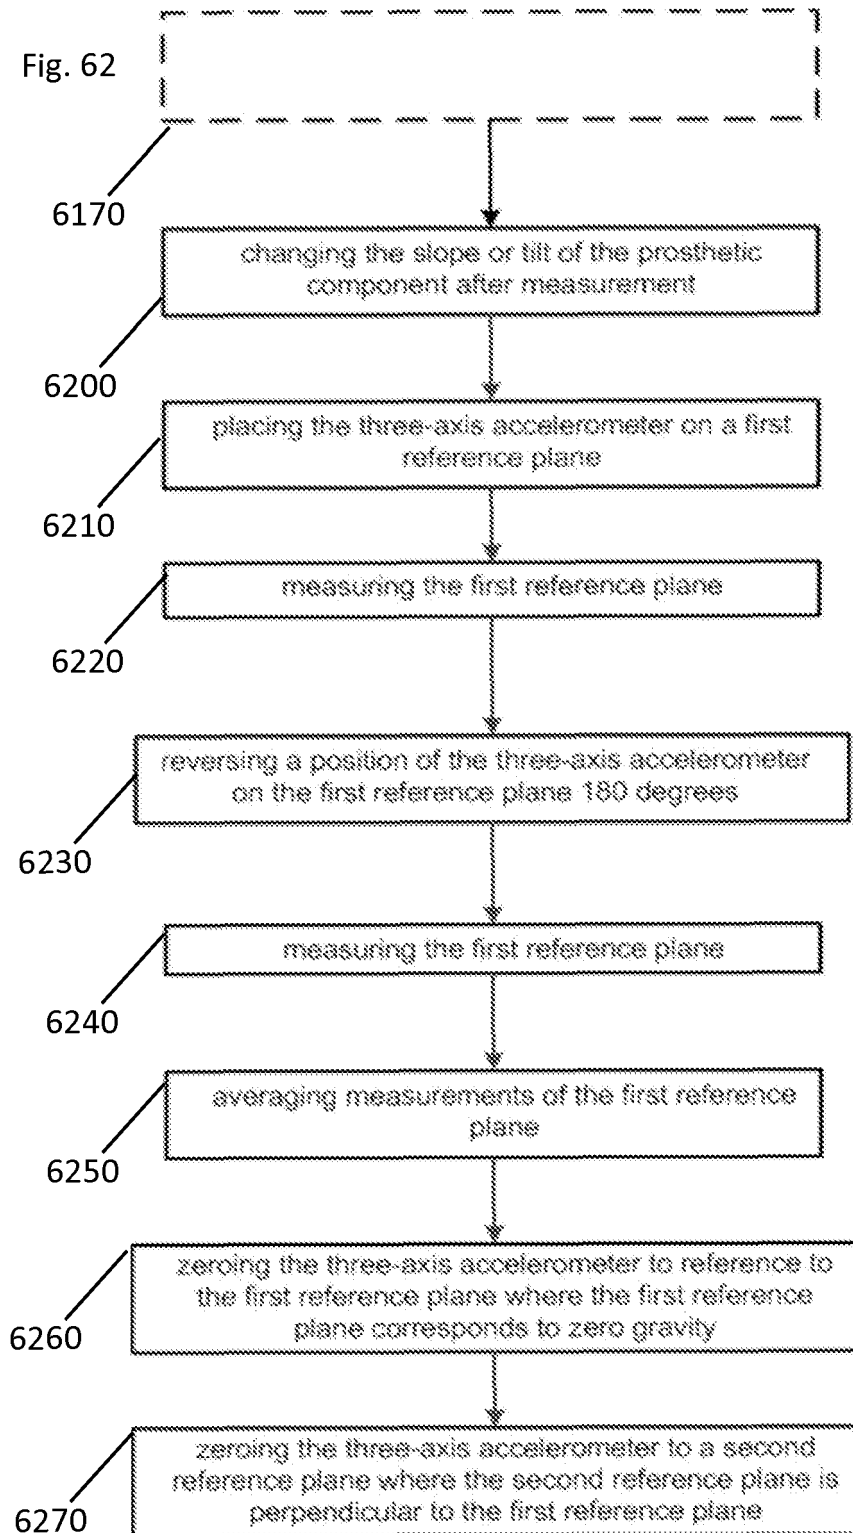 Fig. 62
6170
changing the slope or tilt of the prosthetic
component after measurement
6200
placing the three-axis accelerometer on a first
reference plane
6210
measuring the first reference plane
6220
reversing a position of the three-axis accelerometer
on the first reference plane 180 degrees
6230
measuring the first reference plane
6240
averaging measurements of the first reference
plane
6250
zeroing the three-axis accelerometer to reference to
the first reference plane where the first reference
plane corresponds to zero gravity
6260
zeroing the three-axis accelerometer to a second
reference plane where the second reference plane is
perpendicular to the first reference plane
6270